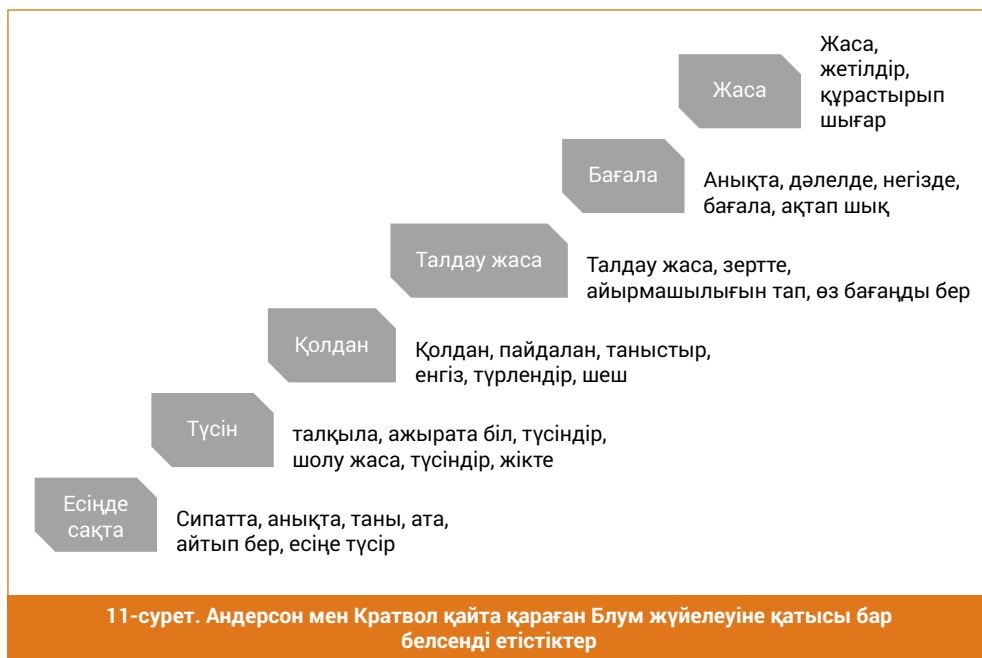 Жаса
Жаса,
жетілдір,
құрастырып
шығар
Бағала
Анықта, дәлелде, негізде,
бағала, ақтап шық
Талдау жаса
Талдау жаса, зертте,
айырмашылығын тап, өз бағаңды бер
Қолдан
Қолдан, пайдалан, таныстыр,
енгіз, түрлендір, шеш
Түсін
талқыла, ажырата біл, түсіндір,
шолу жаса, түсіндір, жікте
Есіңде
сақта
Сипатта, анықта, таны, ата,
айтып бер, есіңе түсір
11-сурет. Андерсон мен Кратвол қайта қараған Блум жүйелеуіне қатысы бар
белсенді етістіктер